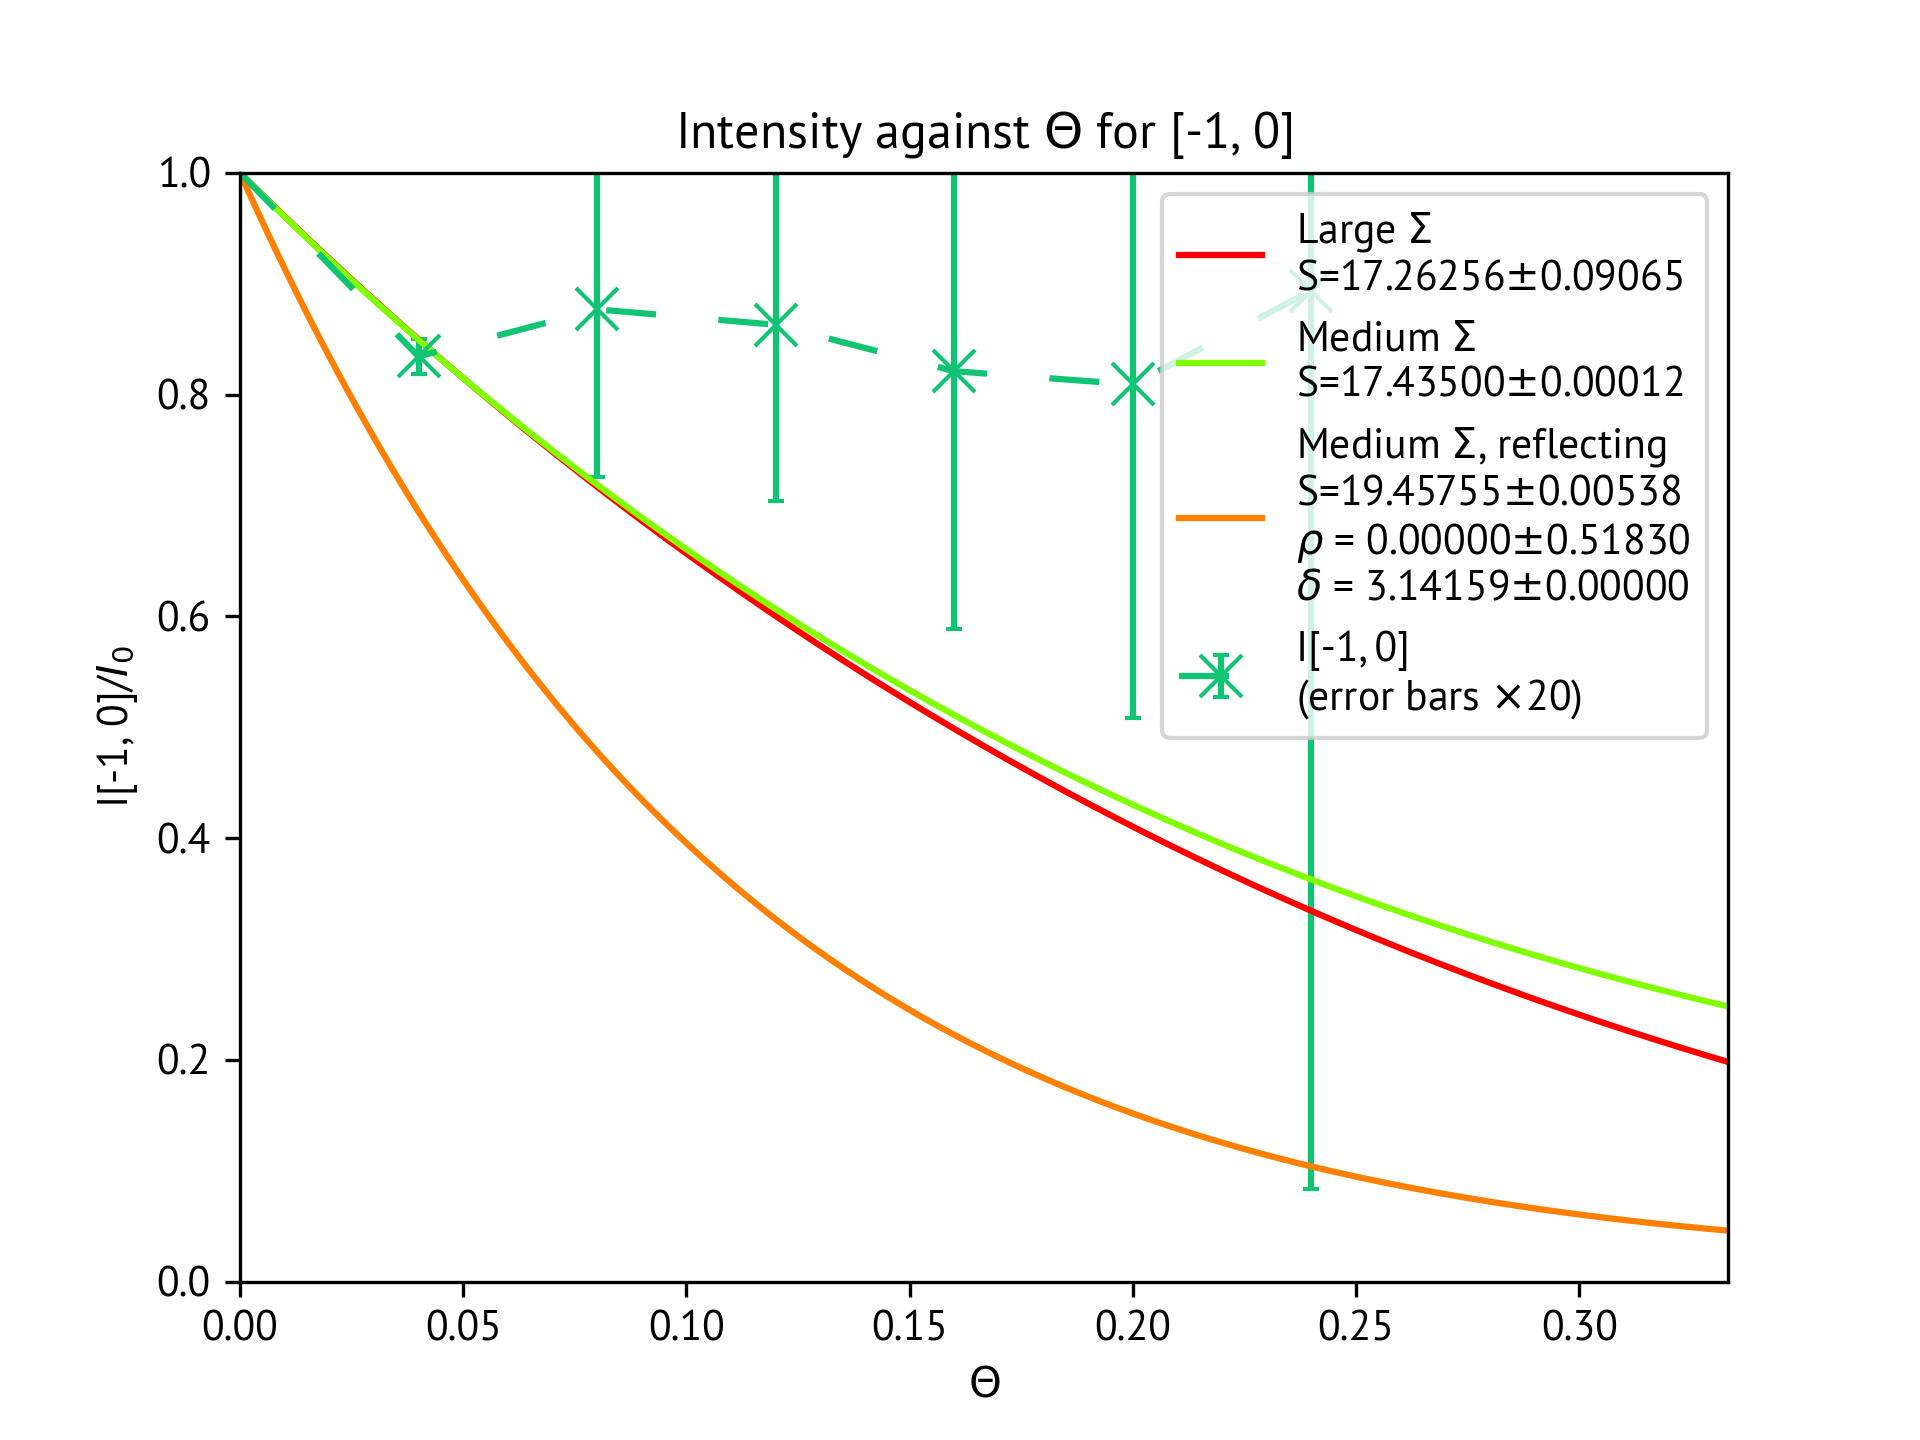 Intensity against Θ for [-1, 0]
I[-1, 0]/I₀
1.0
0.8
0.6
0.4
0.2
0.0
0.00 0.05 0.10 0.15 0.20 0.25 0.30
Θ
Large Σ
S=17.26256±0.09065
Medium Σ
S=17.43500±0.00012
Medium Σ, reflecting
S=19.45755±0.00538
ρ = 0.00000±0.51830
δ = 3.14159±0.00000
I[-1, 0]
(error bars ×20)